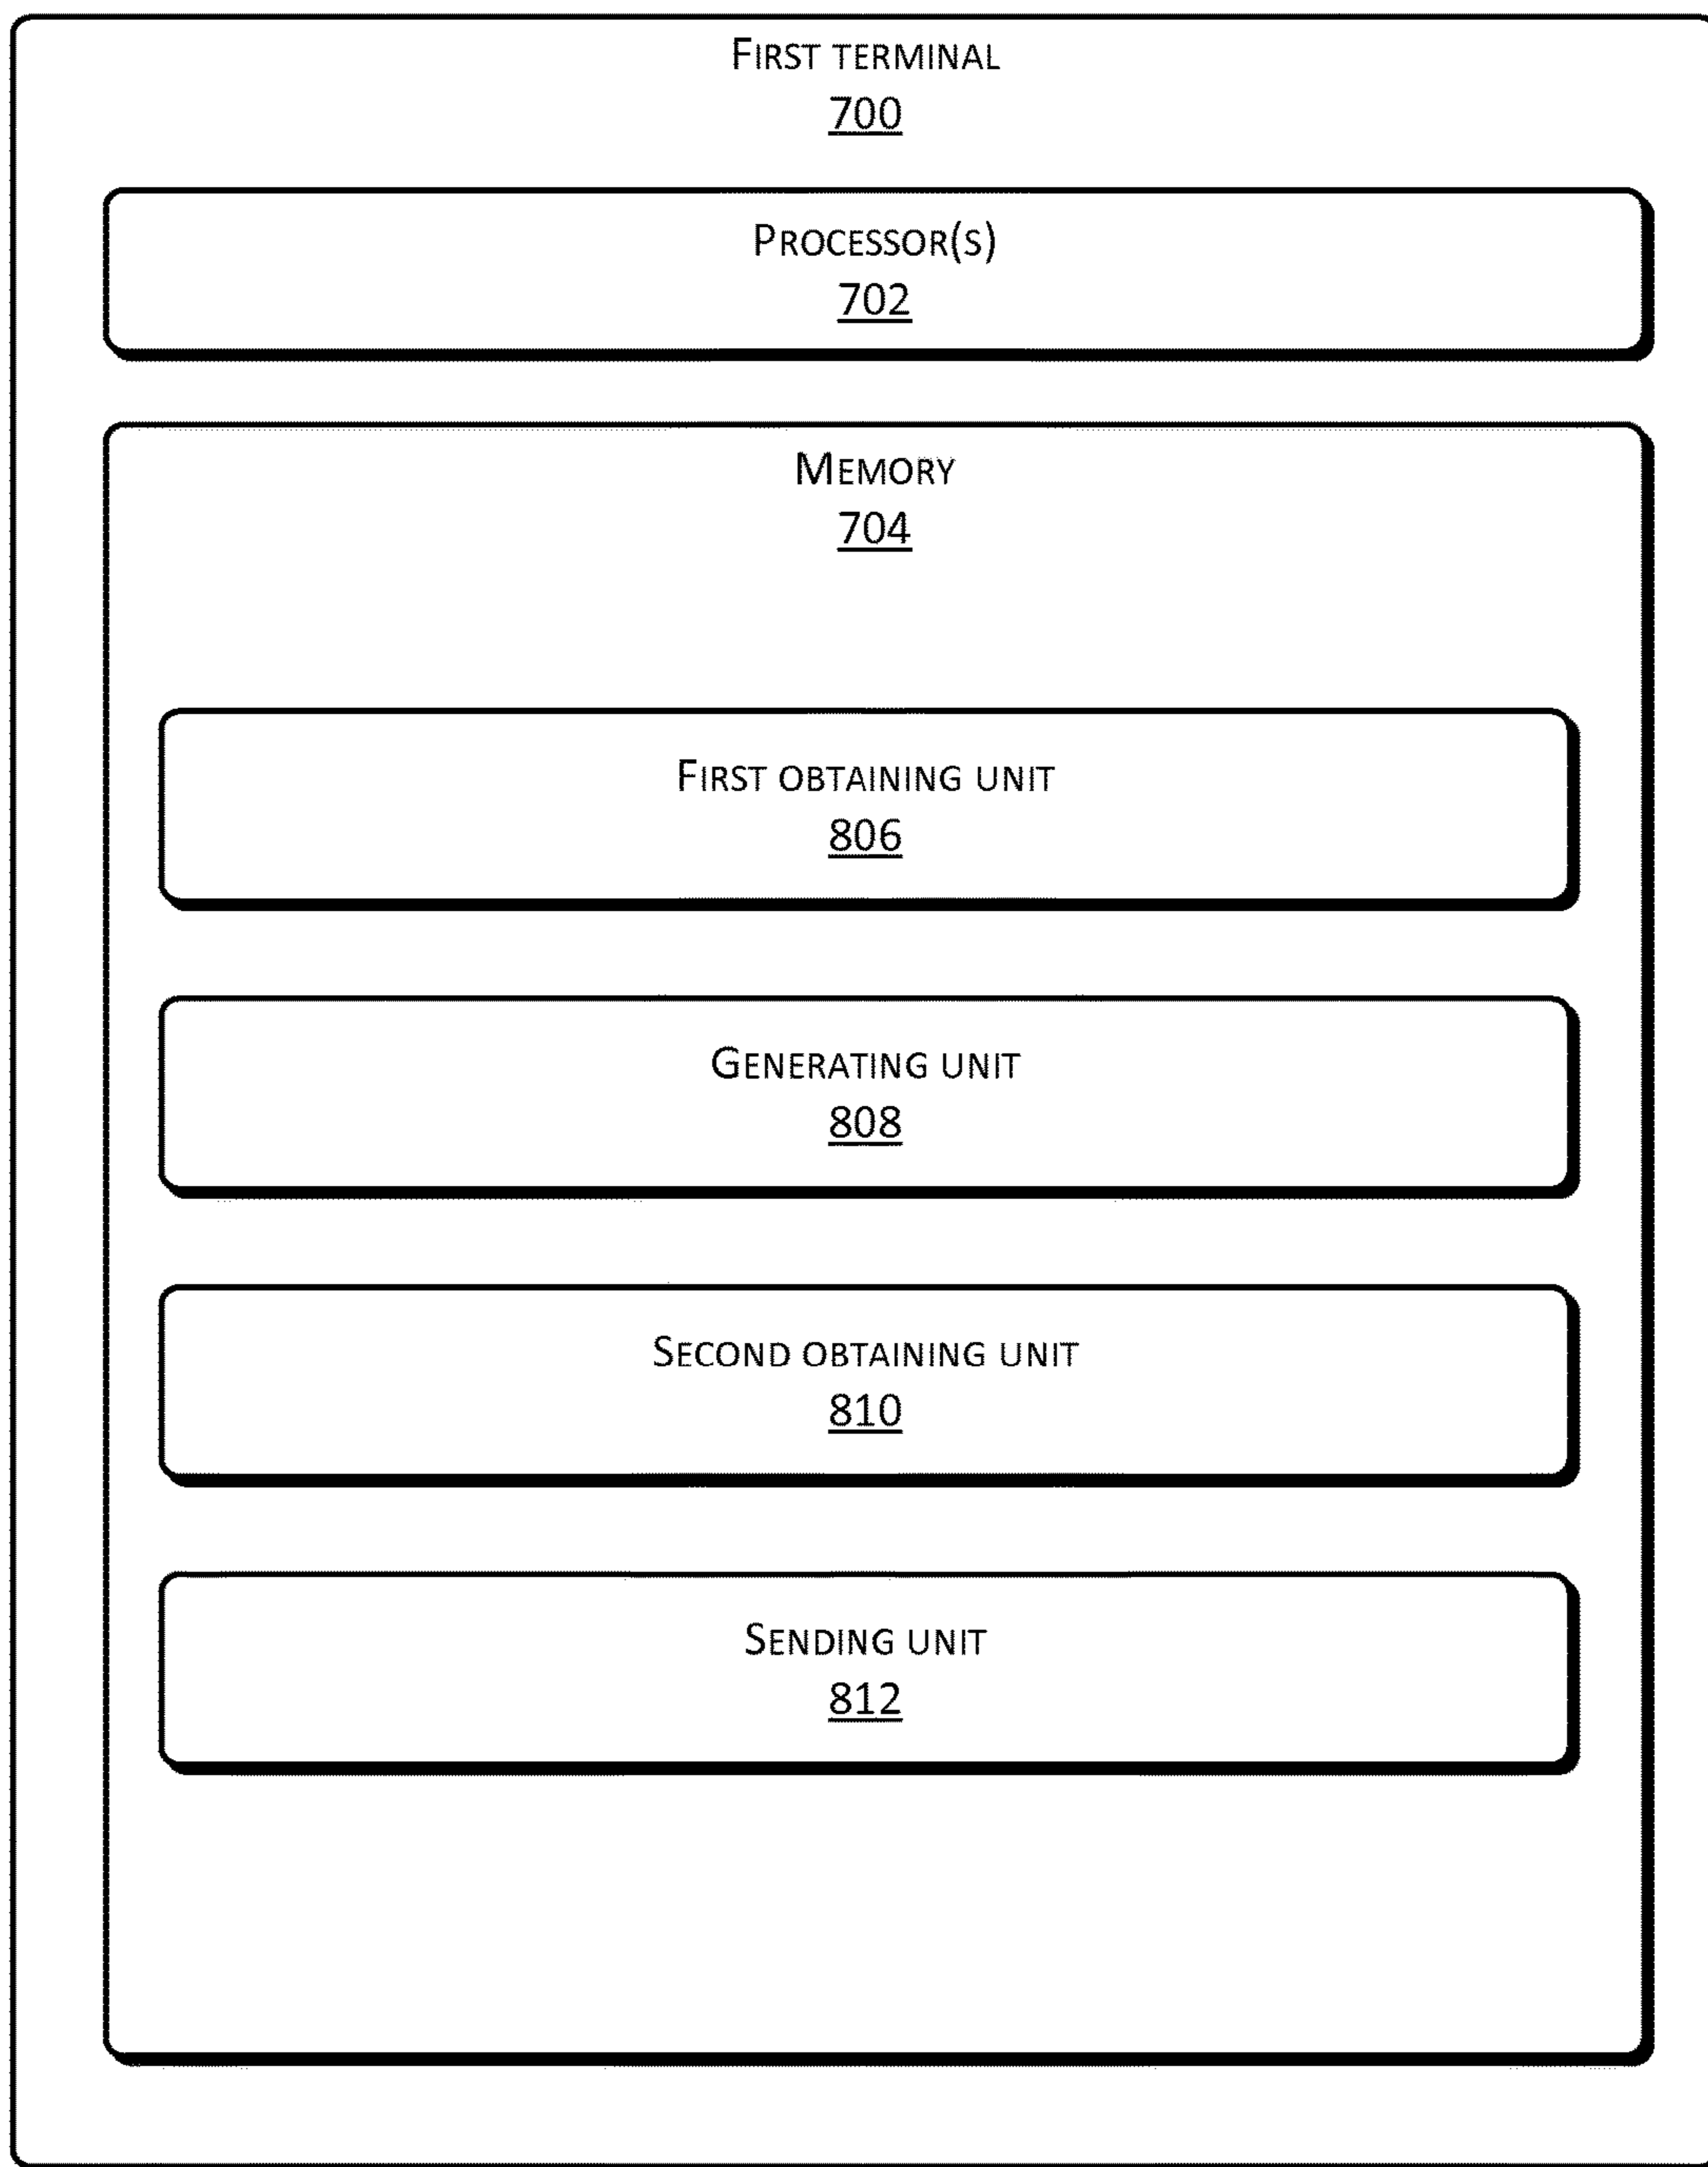 First terminal
700
Processor(s)
702
Memory
704
First obtaining unit
806
Generating unit
808
Second obtaining unit
810
Sending unit
812